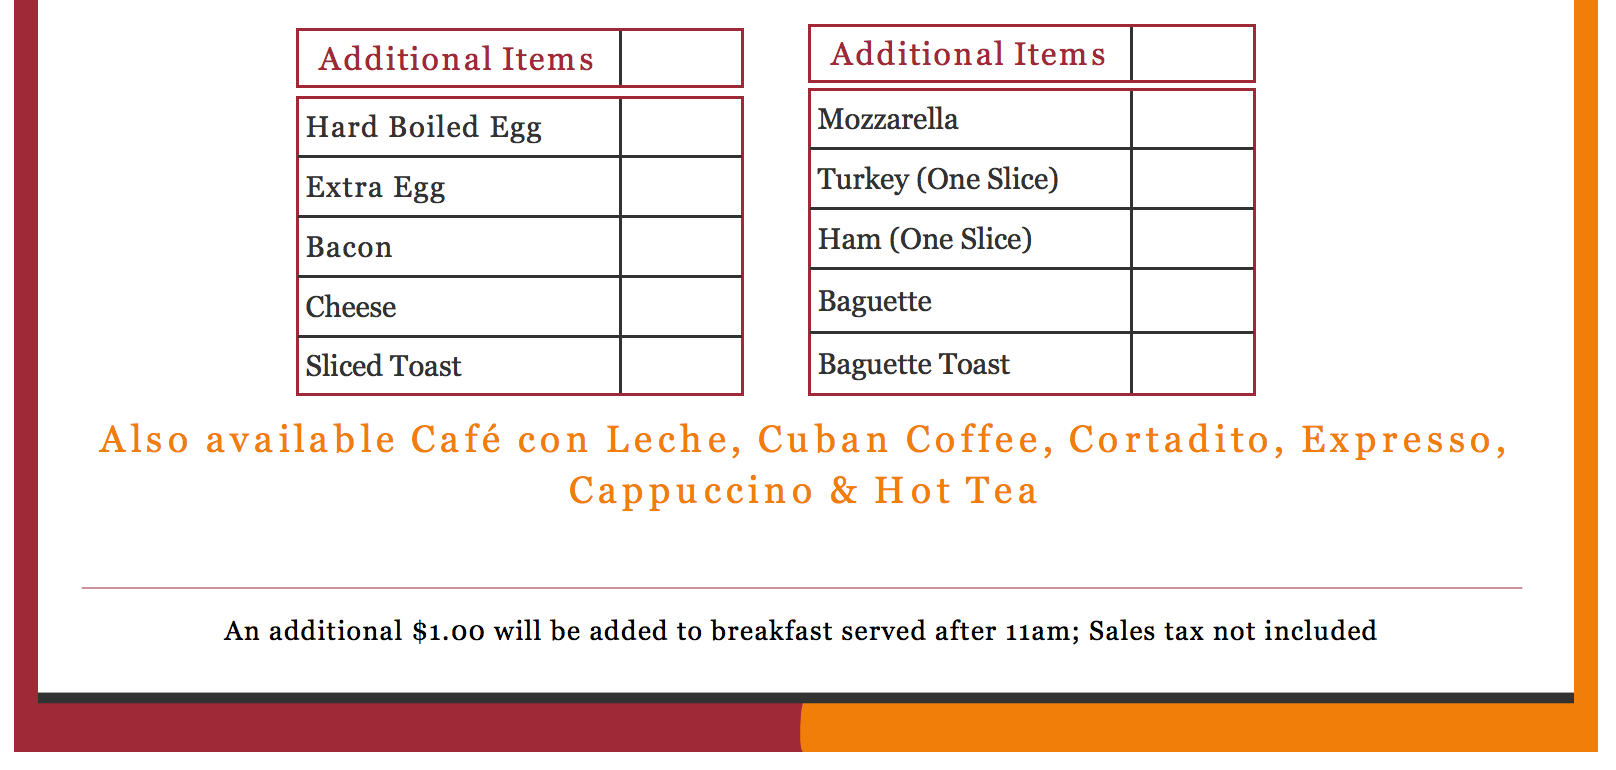 Additional Items
Hard Boiled Egg
Extra Egg
Bacon
Cheese
Sliced Toast
Additional Items
Mozzarella
Turkey (One Slice)
Ham (One Slice)
Baguette
Baguette Toast
Also available Café con Leche, Cuban Coffee, Cortadito, Expresso,
Cappuccino & Hot Tea
An additional $1.00 will be added to breakfast served after 11am; Sales tax not included